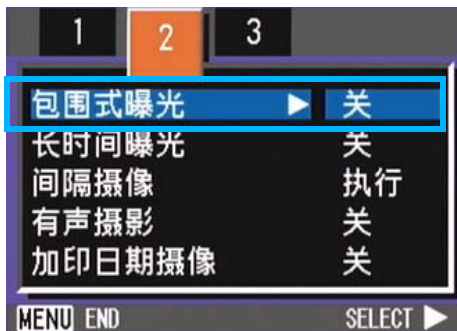 1 2 3
包围式曝光 ▶ 关
长时间曝光 关
间隔摄像 执行
有声摄影 关
加印日期摄像 关
MENU END SELECT ▶